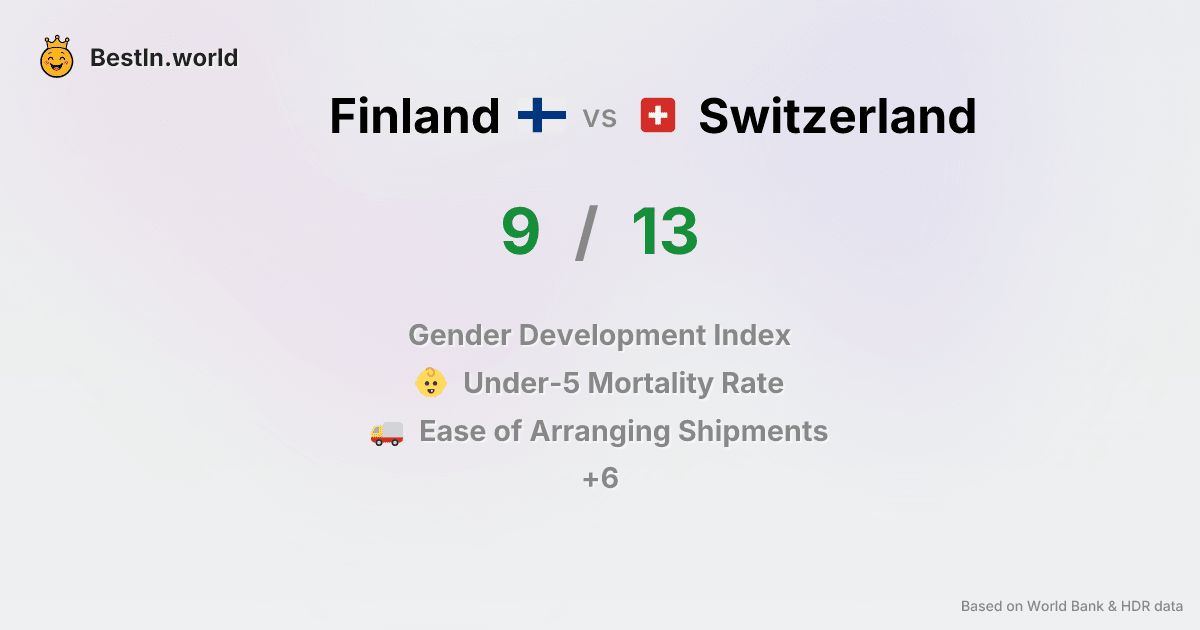 BestIn.world
Finland vs Switzerland
9 / 13
Gender Development Index
Under-5 Mortality Rate
Ease of Arranging Shipments
+6
Based on World Bank & HDR data